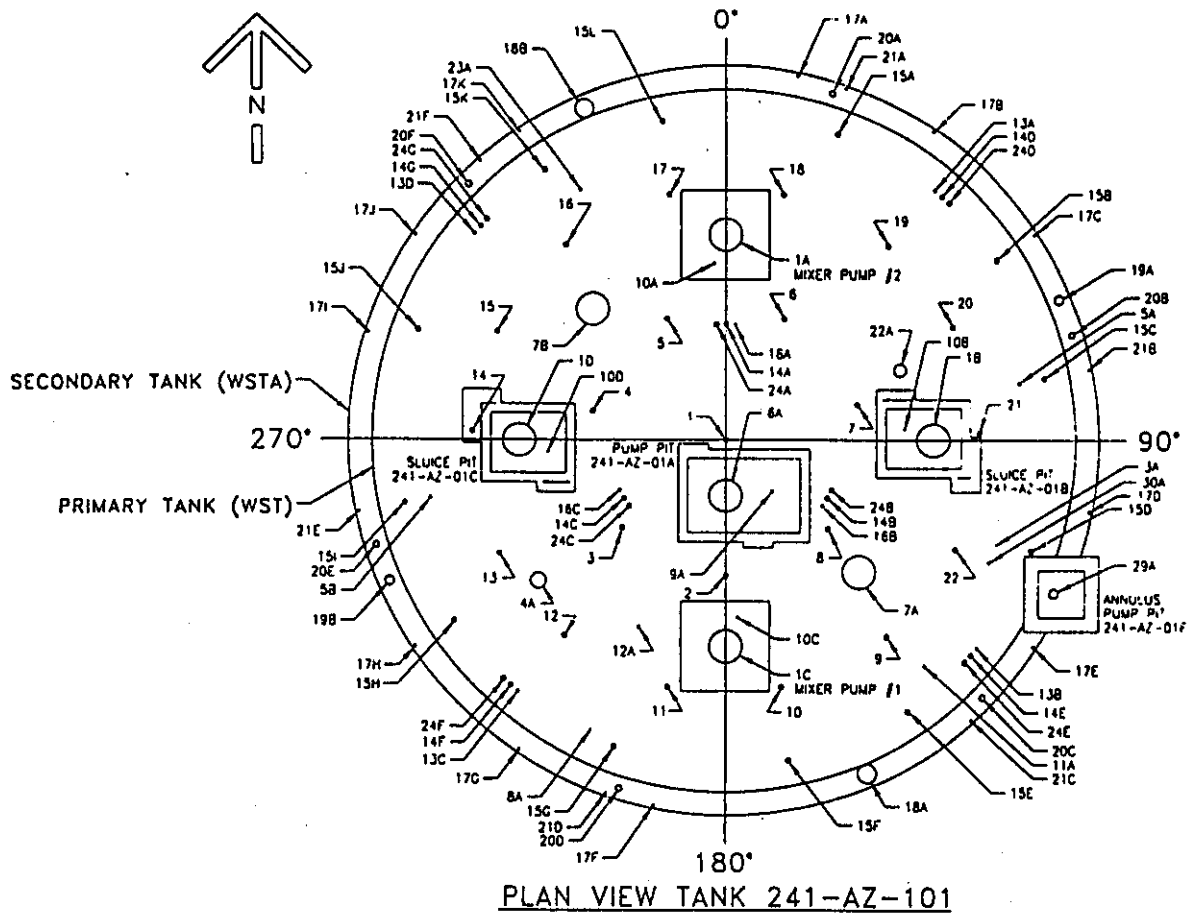 0°
17A
15L
20A
18B
21A
23A
15A
17K
15K
17B
21F
13A
20F
14D
24C
24D
14G
17
18
13D
15B
17C
17J
16
19
1A
19A
MIXER PUMP #2
15J
10A
6
20B
15
20
5A
17I
7B
22A
10B
15C
5
16A
1B
21B
14A
SECONDARY TANK (WSTA)
1D
24A
14
10D
4
21
6A
7
1
270°
90°
PUMP PIT
241-AZ-01A
SLUICE PIT
241-AZ-01C
SLUICE PIT
241-AZ-01B
3A
30A
PRIMARY TANK (WST)
16C
24B
17D
14C
14B
15D
21E
24C
16B
3
8
15I
22
20E
13
9A
29A
5B
2
7A
4A
ANNULUS
PUMP PIT
241-AZ-01F
19B
12
10C
12A
9
17H
1C
17E
15H
MIXER PUMP #1
13B
11
10
14E
24F
24E
14F
20C
13C
11A
17G
21C
8A
15E
15G
18A
21D
15F
20D
17F
180°
N
PLAN VIEW TANK 241-AZ-101